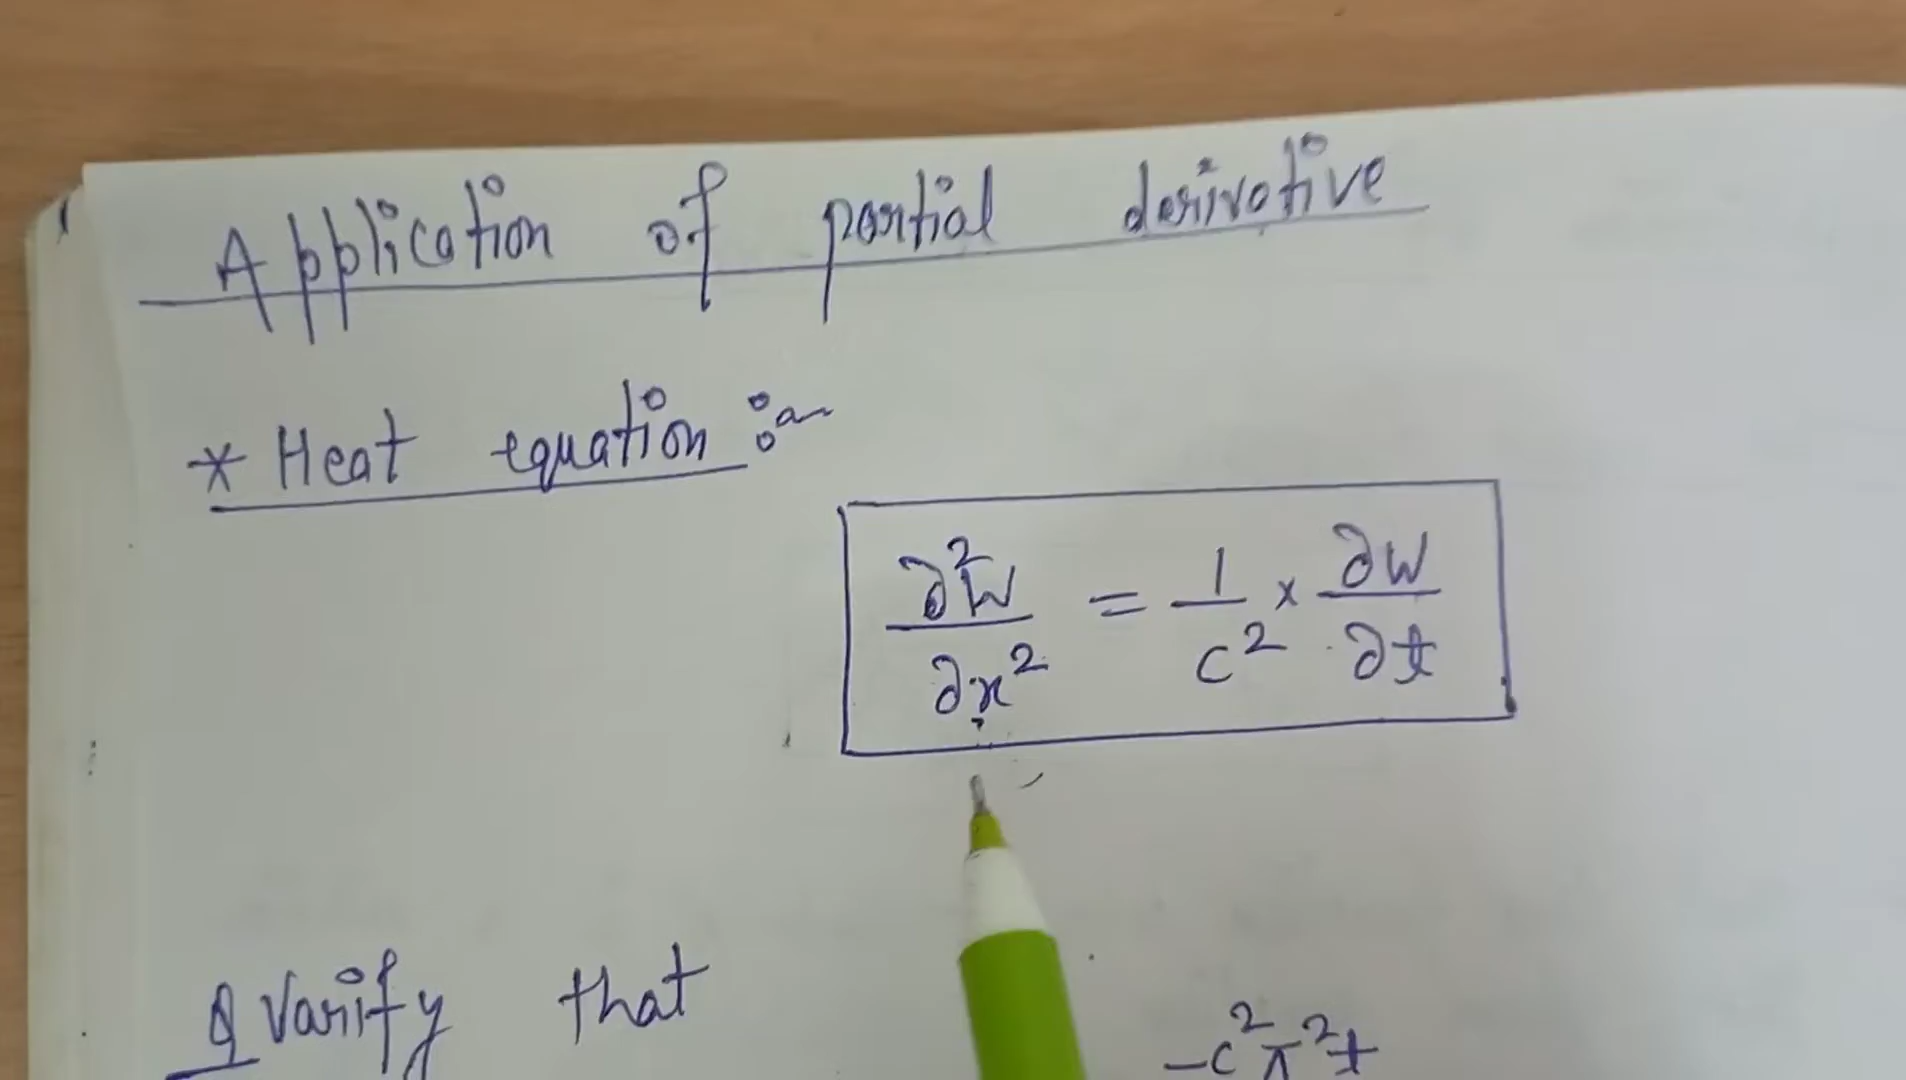 Application of partial derivative
* Heat equation :-
∂²w/∂x² = 1/c² × ∂w/∂t
Q Varify that
-c²π²t